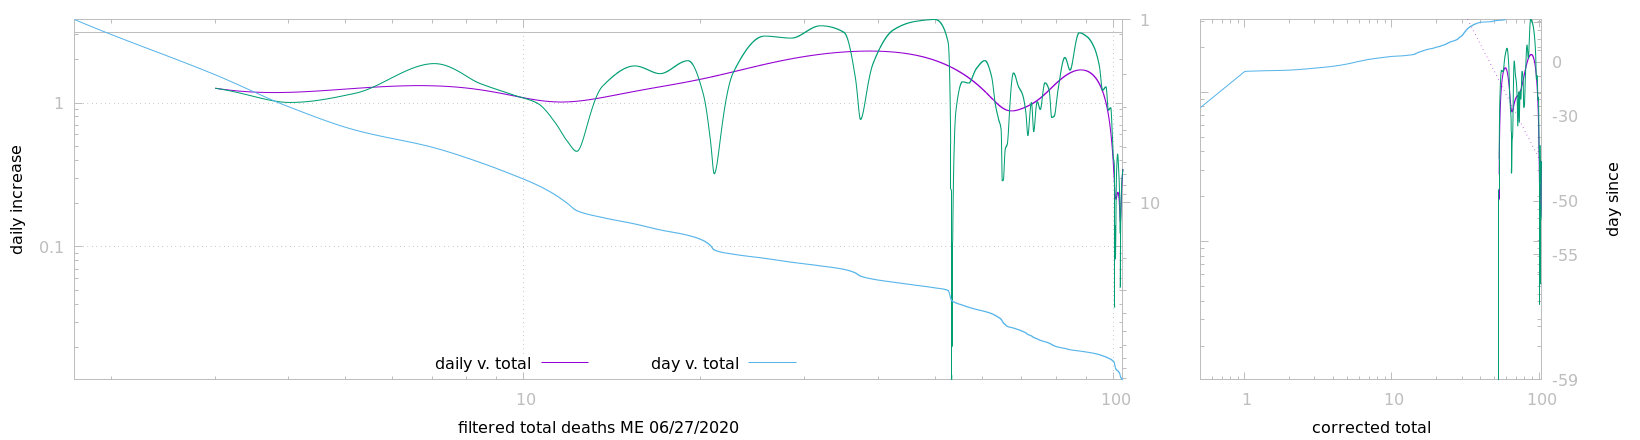 daily increase
1
0.1
1
10
daily v. total
day v. total
10
100
filtered total deaths ME 06/27/2020
0
-30
-50
-55
-59
day since
1
10
100
corrected total